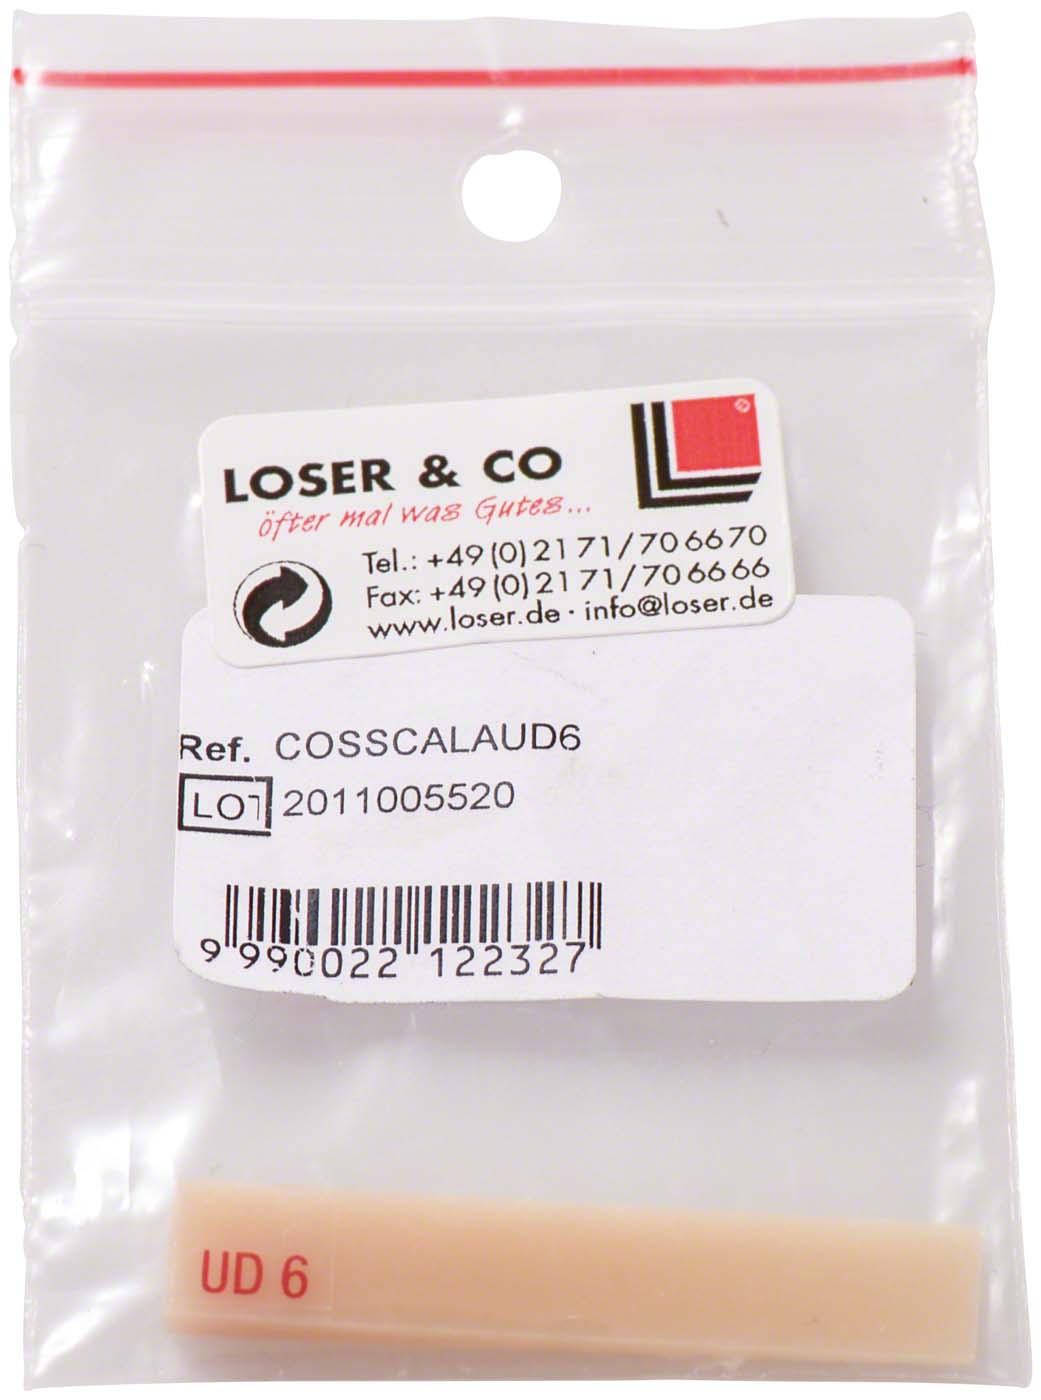 LOSER & CO
öfter mal was Gutes...
Tel.: +49 (0) 21 71 / 70 66 70
Fax: +49 (0) 21 71 / 70 66 66
www.loser.de · info@loser.de
Ref. COSSCALAUD6
LOT 2011005520
9 990022 122327
UD 6